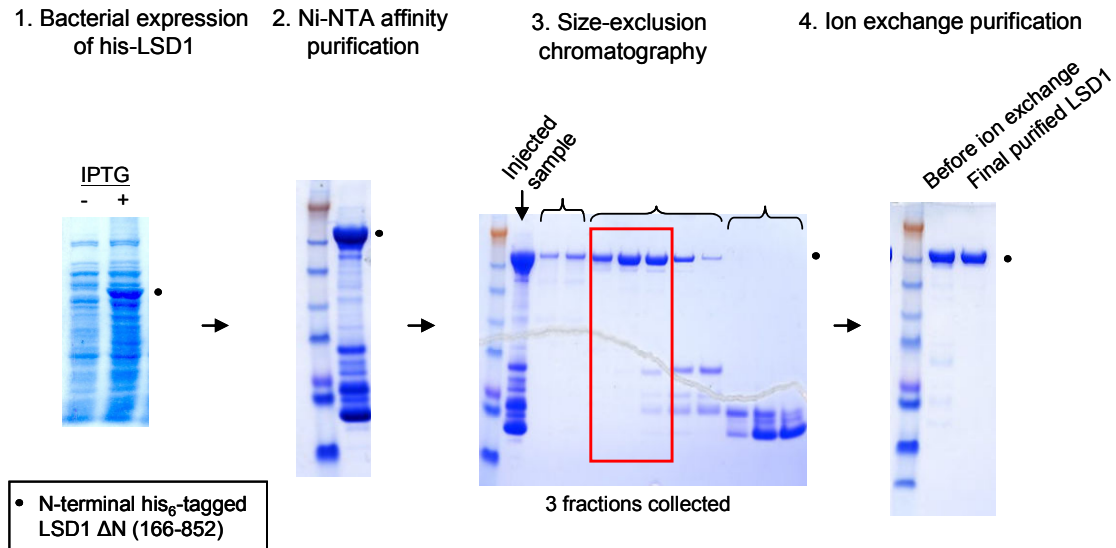 1. Bacterial expression
of his-LSD1
2. Ni-NTA affinity
purification
3. Size-exclusion
chromatography
4. Ion exchange purification
IPTG
- +
Injected
sample
Before ion exchange
Final purified LSD1
3 fractions collected
• N-terminal his₆-tagged
LSD1 ΔN (166-852)